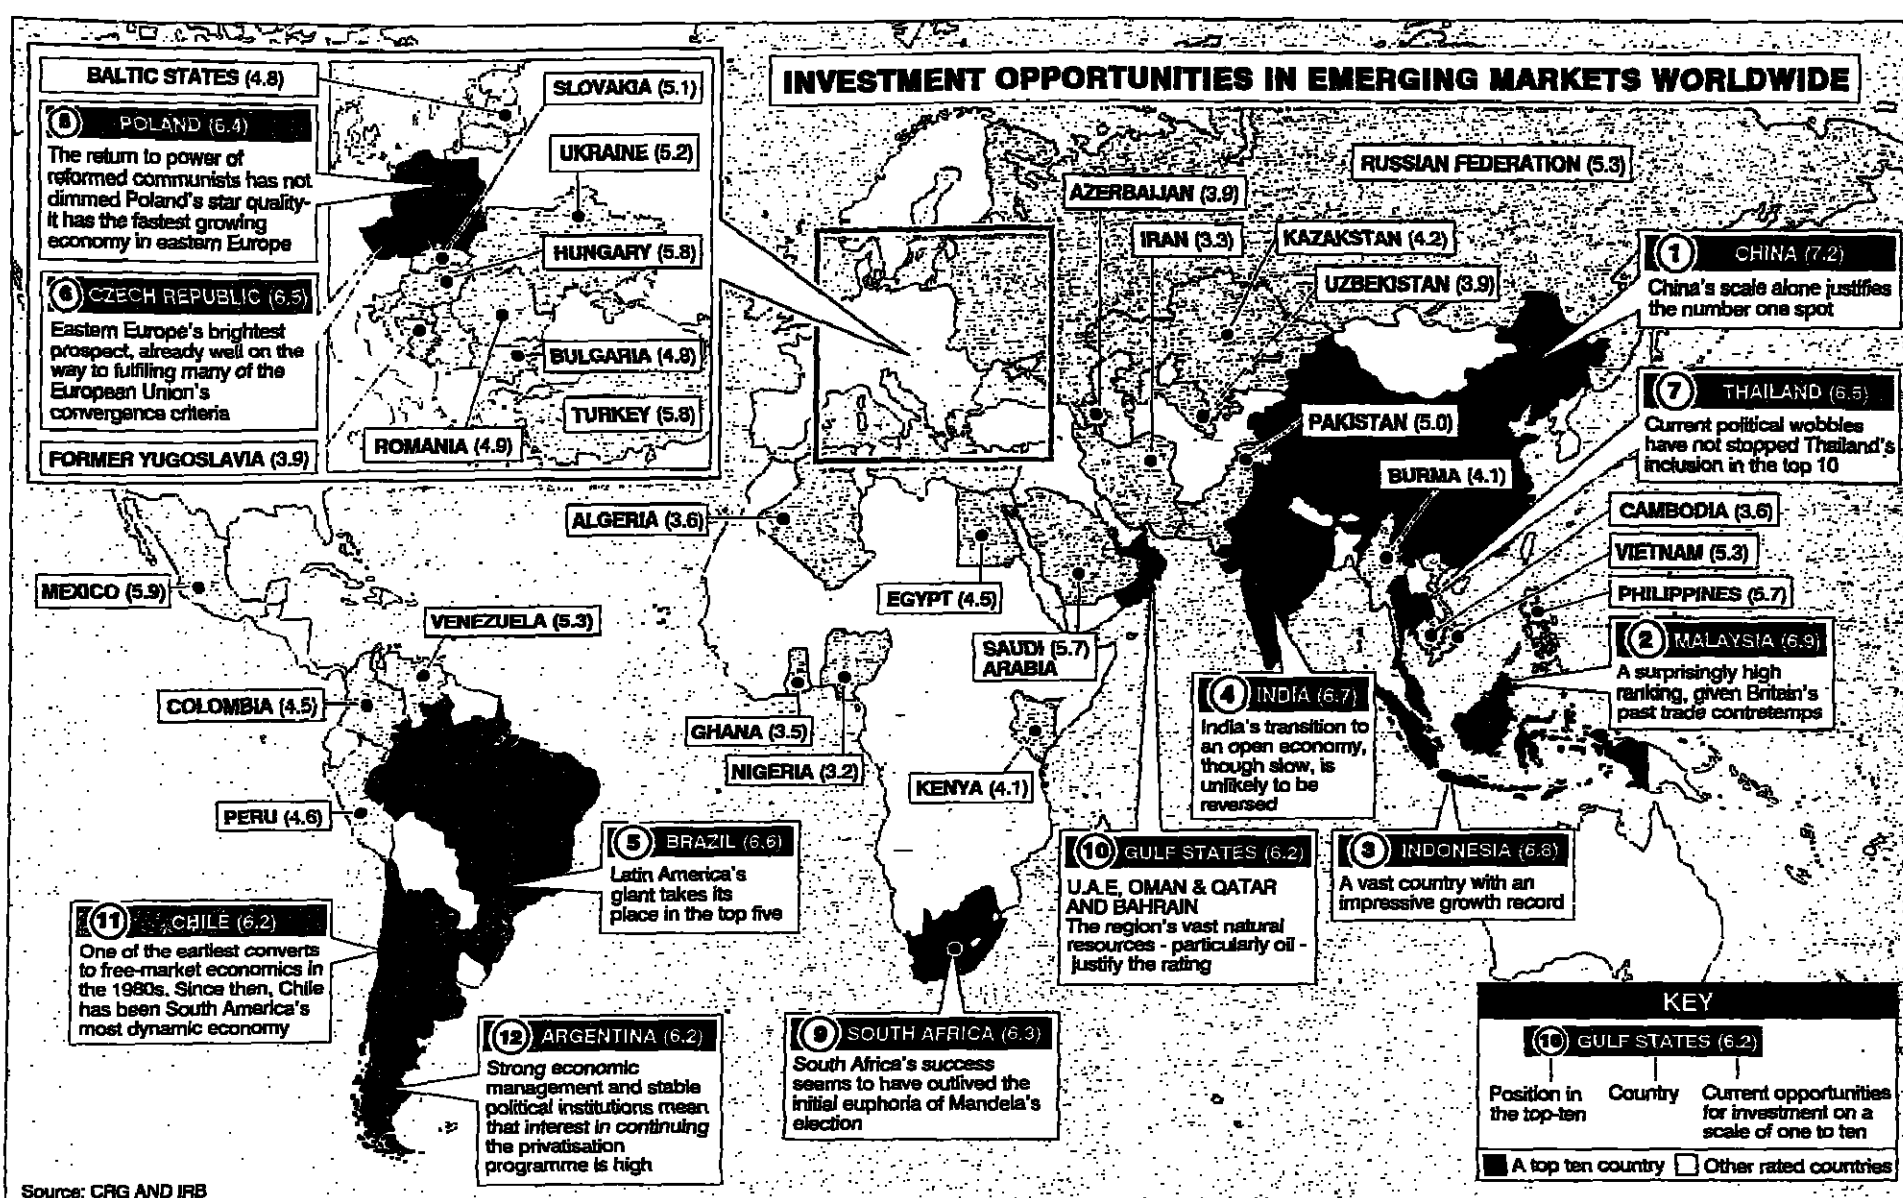 INVESTMENT OPPORTUNITIES IN EMERGING MARKETS WORLDWIDE
BALTIC STATES (4.8)
8 POLAND (6.4)
The return to power of
reformed communists has not
dimmed Poland's star quality-
it has the fastest growing
economy in eastern Europe
6 CZECH REPUBLIC (6.5)
Eastern Europe's brightest
prospect, already well on the
way to fulfiling many of the
European Union's
convergence criteria
FORMER YUGOSLAVIA (3.9)
SLOVAKIA (5.1)
UKRAINE (5.2)
HUNGARY (5.8)
BULGARIA (4.8)
TURKEY (5.8)
ROMANIA (4.9)
RUSSIAN FEDERATION (5.3)
AZERBAIJAN (3.9)
IRAN (3.3)
KAZAKSTAN (4.2)
UZBEKISTAN (3.9)
1 CHINA (7.2)
China's scale alone justifies
the number one spot
7 THAILAND (6.5)
Current political wobbles
have not stopped Thailand's
inclusion in the top 10
PAKISTAN (5.0)
BURMA (4.1)
CAMBODIA (3.6)
VIETNAM (5.3)
PHILIPPINES (5.7)
2 MALAYSIA (6.9)
A surprisingly high
ranking, given Britain's
past trade contretemps
ALGERIA (3.6)
MEXICO (5.9)
EGYPT (4.5)
VENEZUELA (5.3)
SAUDI (5.7)
ARABIA
COLOMBIA (4.5)
GHANA (3.5)
NIGERIA (3.2)
KENYA (4.1)
PERU (4.6)
4 INDIA (6.7)
India's transition to
an open economy,
though slow, is
unlikely to be
reversed
5 BRAZIL (6.6)
Latin America's
giant takes its
place in the top five
10 GULF STATES (6.2)
U.A.E, OMAN & QATAR
AND BAHRAIN
The region's vast natural
resources - particularly oil -
justify the rating
3 INDONESIA (6.8)
A vast country with an
impressive growth record
11 CHILE (6.2)
One of the earliest converts
to free-market economics in
the 1980s. Since then, Chile
has been South America's
most dynamic economy
12 ARGENTINA (6.2)
Strong economic
management and stable
political institutions mean
that interest in continuing
the privatisation
programme is high
9 SOUTH AFRICA (6.3)
South Africa's success
seems to have outlived the
initial euphoria of Mandela's
election
KEY
10 GULF STATES (6.2)
Position in
the top-ten
Country
Current opportunities
for investment on a
scale of one to ten
A top ten country
Other rated countries
Source: CRG AND IRB